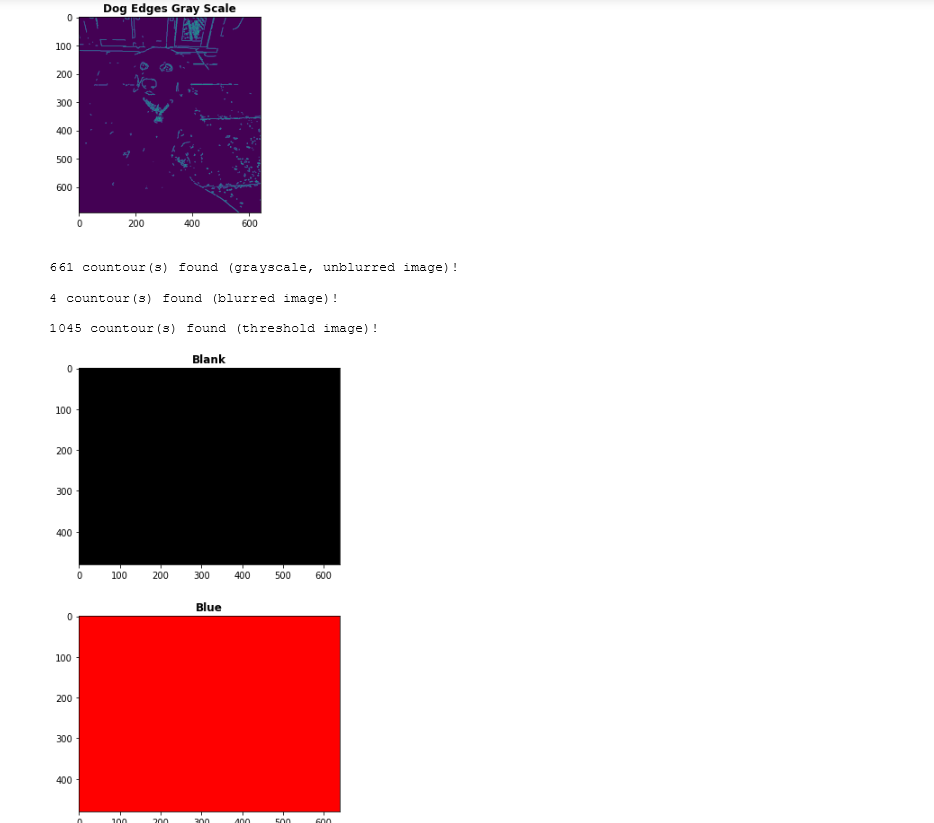 Dog Edges Gray Scale
0
100
200
300
400
500
600
0 200 400 600
661 countour(s) found (grayscale, unblurred image)!
4 countour(s) found (blurred image)!
1045 countour(s) found (threshold image)!
Blank
0
100
200
300
400
0 100 200 300 400 500 600
Blue
0
100
200
300
400
0 100 200 300 400 500 600